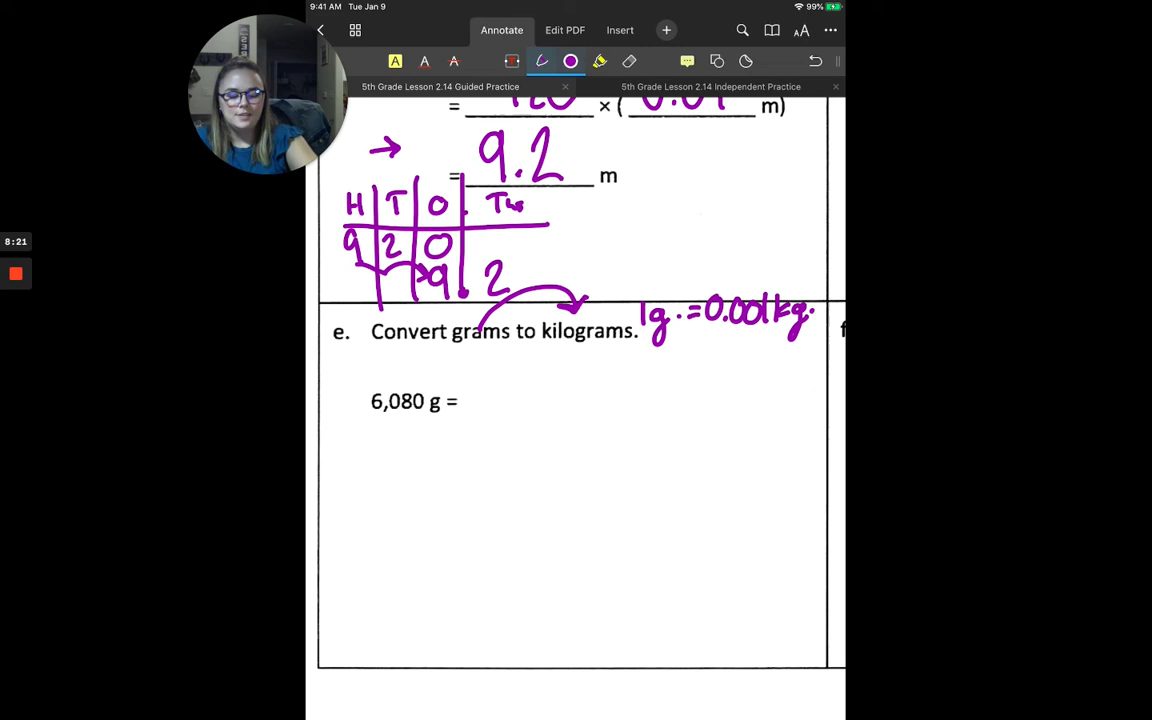 9:41 AM Tue Jan 9
99%
Annotate Edit PDF Insert
AA
A A T
5th Grade Lesson 2.14 Guided Practice
5th Grade Lesson 2.14 Independent Practice
8:21
= × ( m)
= 9.2 m
H T O . Ths
9 2 0
9 . 2
e. Convert grams to kilograms. 1g. = 0.001kg.
6,080 g =